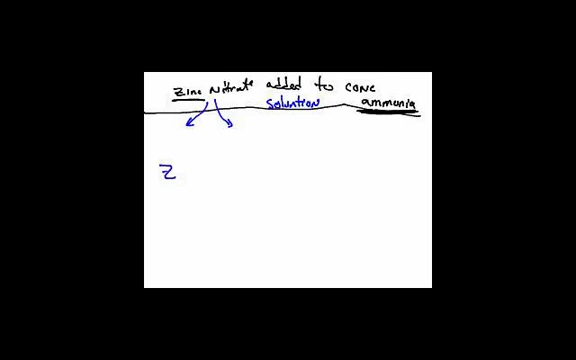 Zinc Nitrate added to conc
solution ammonia
Z